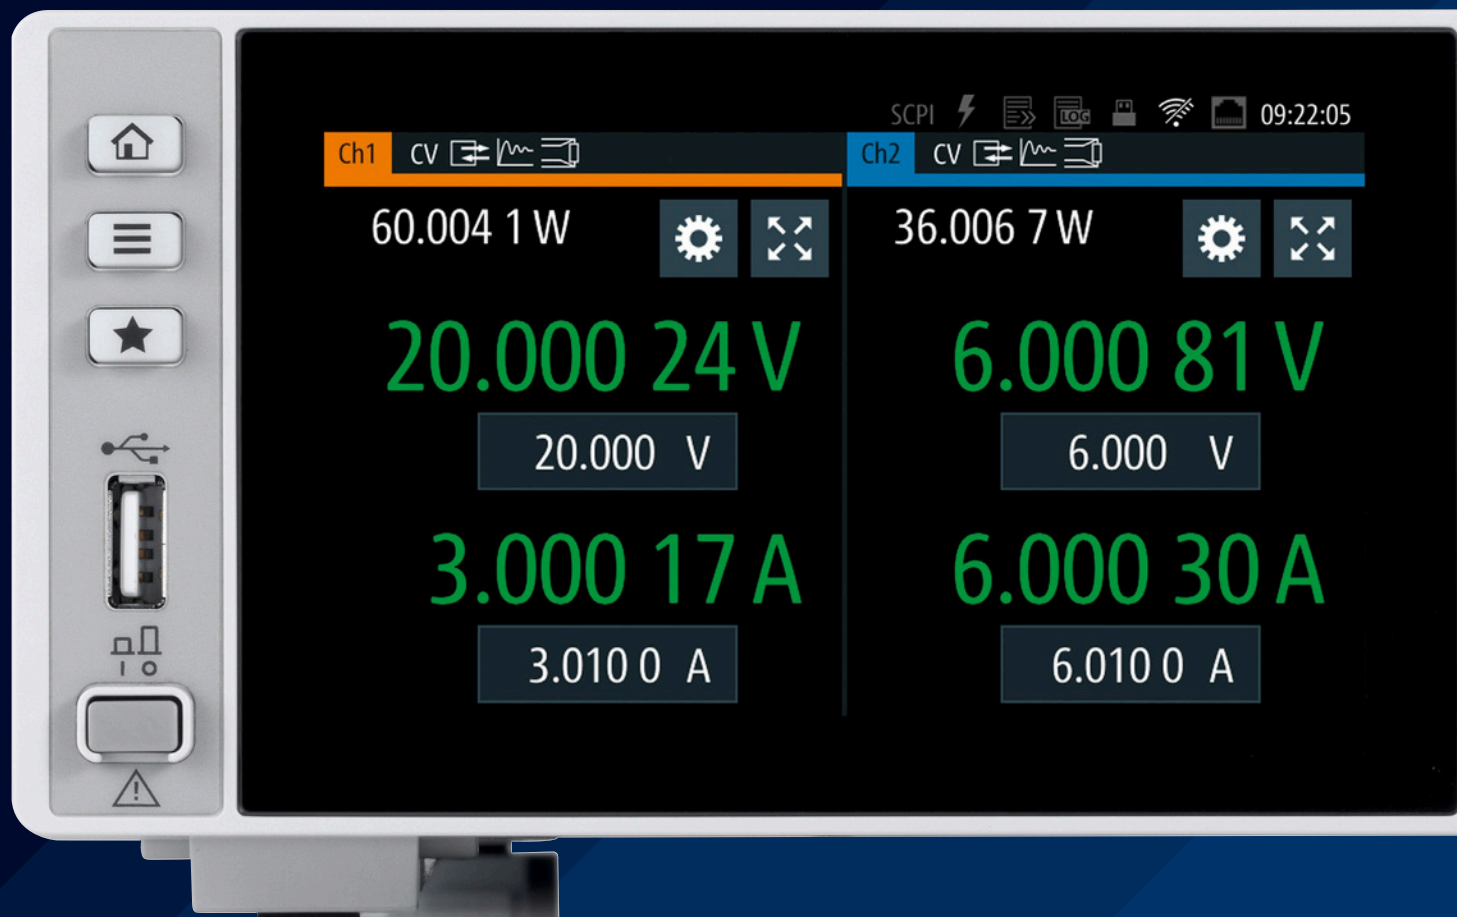 SCPI LOG 09:22:05
Ch1 CV
60.004 1 W
20.000 24 V
20.000 V
3.000 17 A
3.010 0 A
Ch2 CV
36.006 7 W
6.000 81 V
6.000 V
6.000 30 A
6.010 0 A
I O